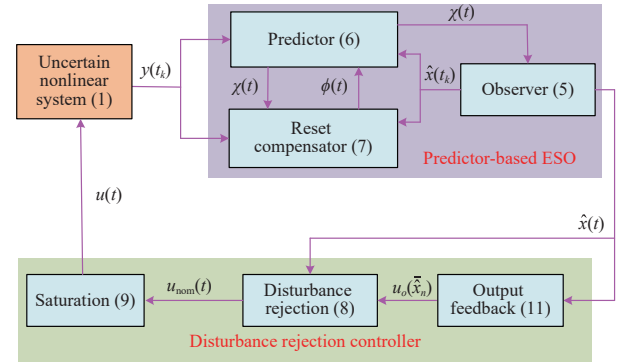 χ(t)
Predictor (6)
Uncertain
nonlinear
system (1)
y(t_k)
χ(t)
ϕ(t)
x̂(t_k)
Observer (5)
Reset
compensator (7)
Predictor-based ESO
u(t)
x̂(t)
Saturation (9)
u_nom(t)
Disturbance
rejection (8)
u_o(x̂̄_n)
Output
feedback (11)
Disturbance rejection controller